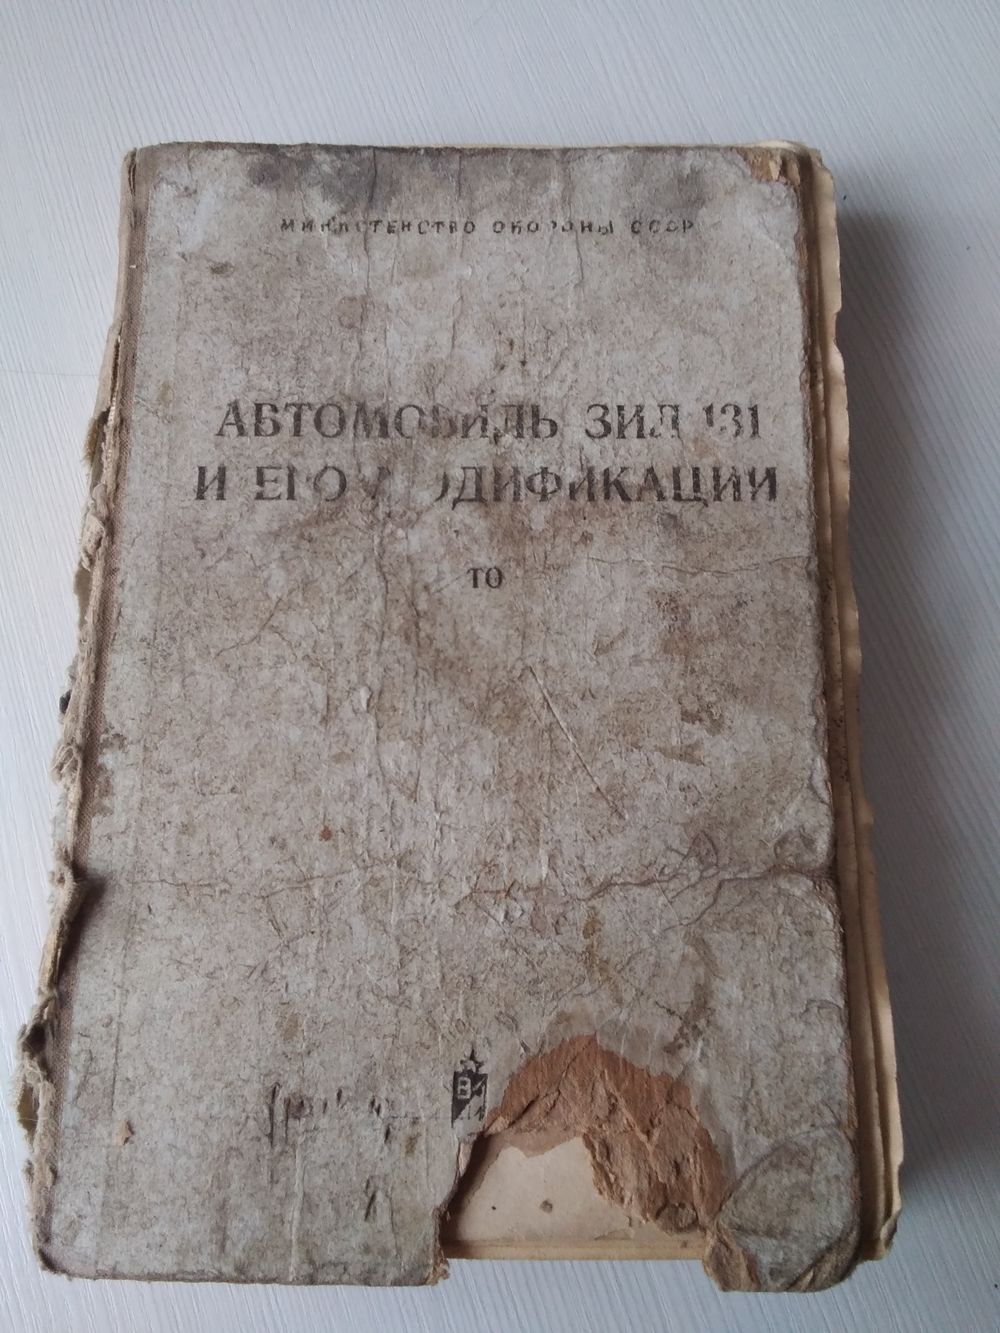 МИНИСТЕРСТВО ОБОРОНЫ СССР
АВТОМОБИЛЬ ЗИЛ 131
И ЕГО МОДИФИКАЦИИ
ТО
В